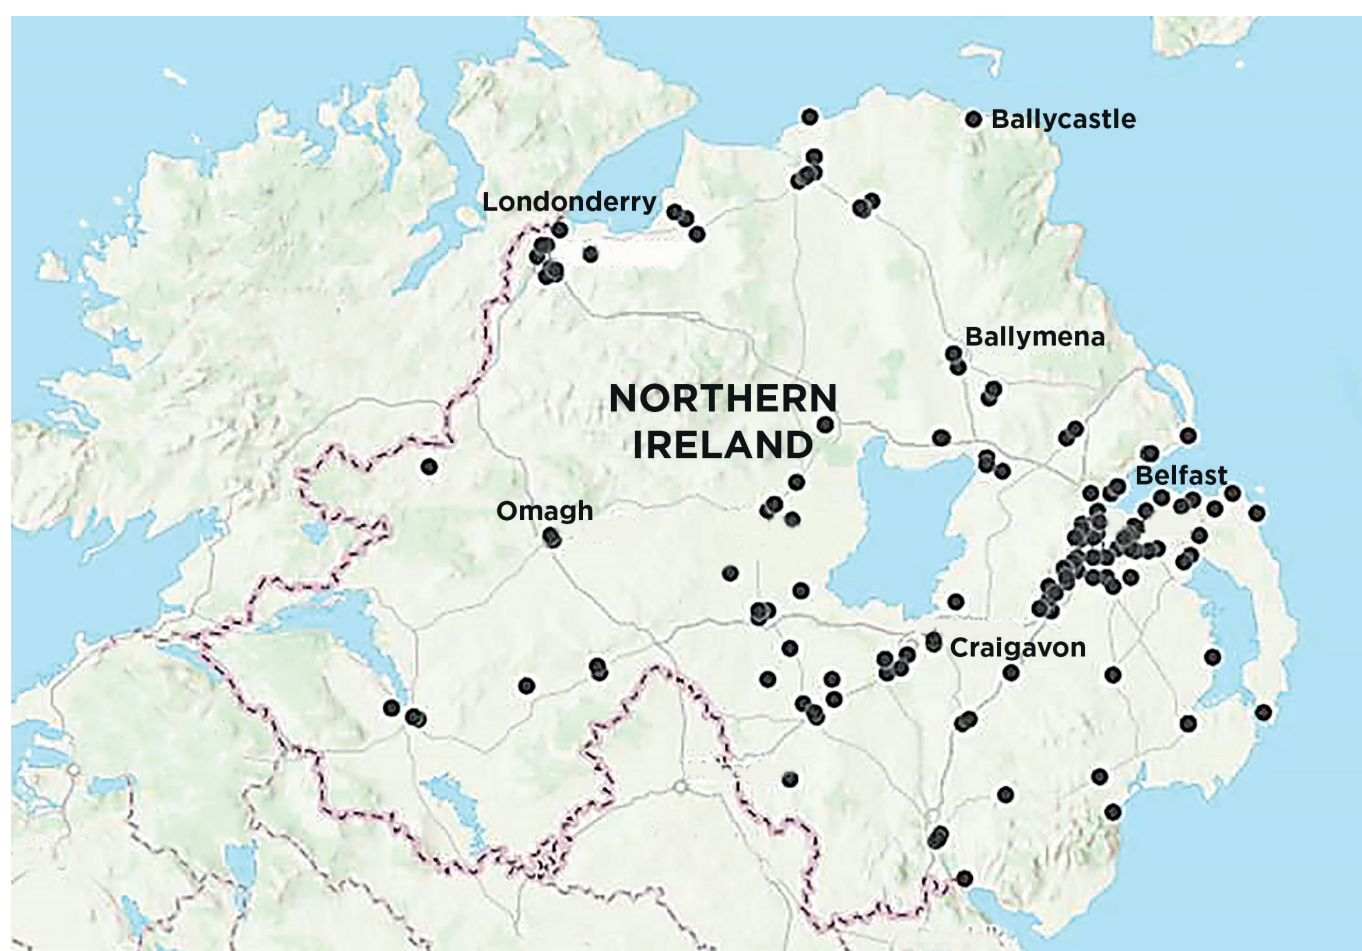 Ballycastle
Londonderry
Ballymena
NORTHERN
IRELAND
Belfast
Omagh
Craigavon